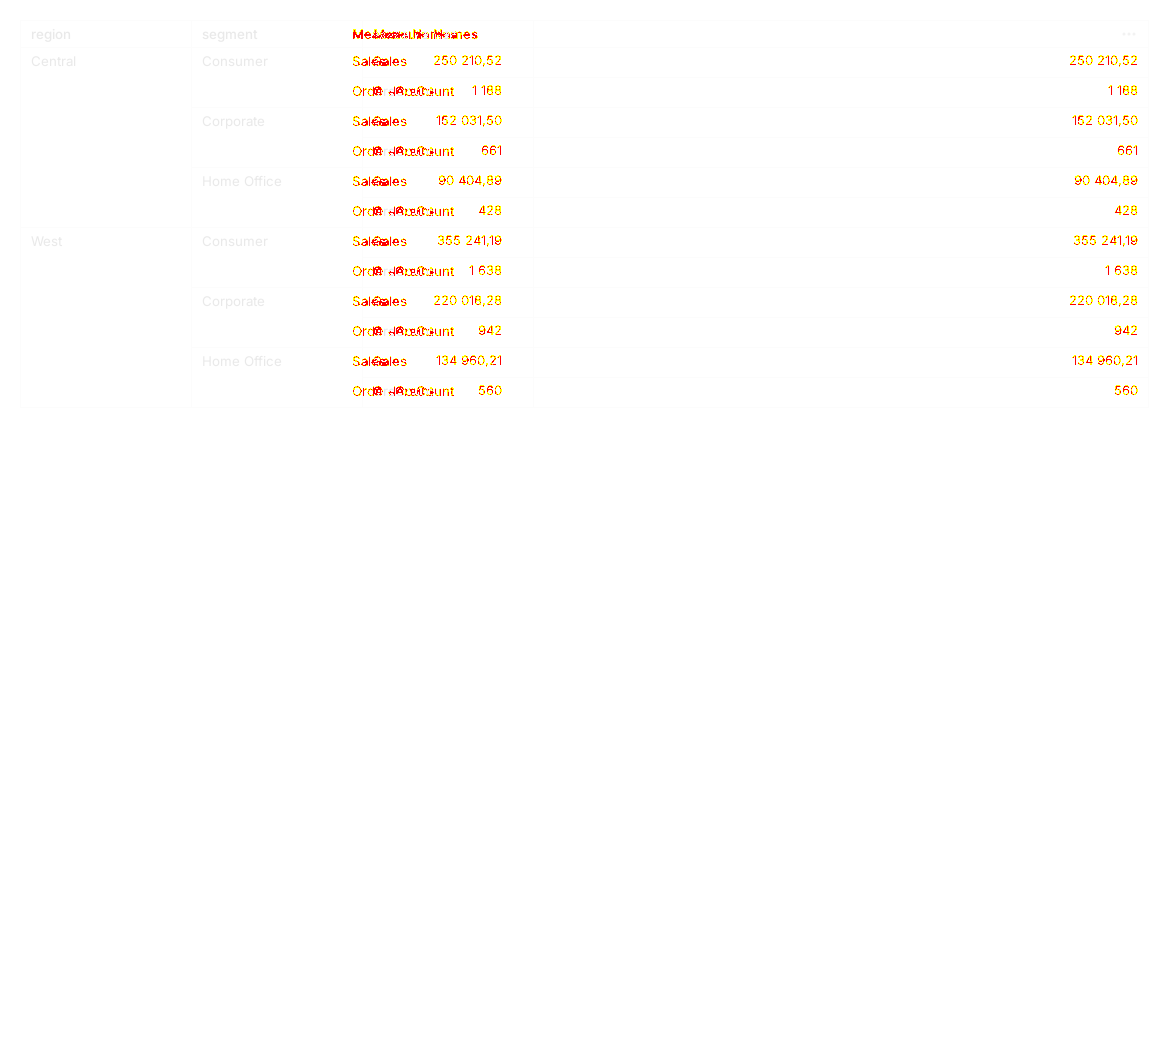 region segment Measure Names
Central Consumer Sales 250 210,52 250 210,52
Order Count 1 168 1 168
Corporate Sales 152 031,50 152 031,50
Order Count 661 661
Home Office Sales 90 404,89 90 404,89
Order Count 428 428
West Consumer Sales 355 241,19 355 241,19
Order Count 1 638 1 638
Corporate Sales 220 016,28 220 016,28
Order Count 942 942
Home Office Sales 134 960,21 134 960,21
Order Count 560 560